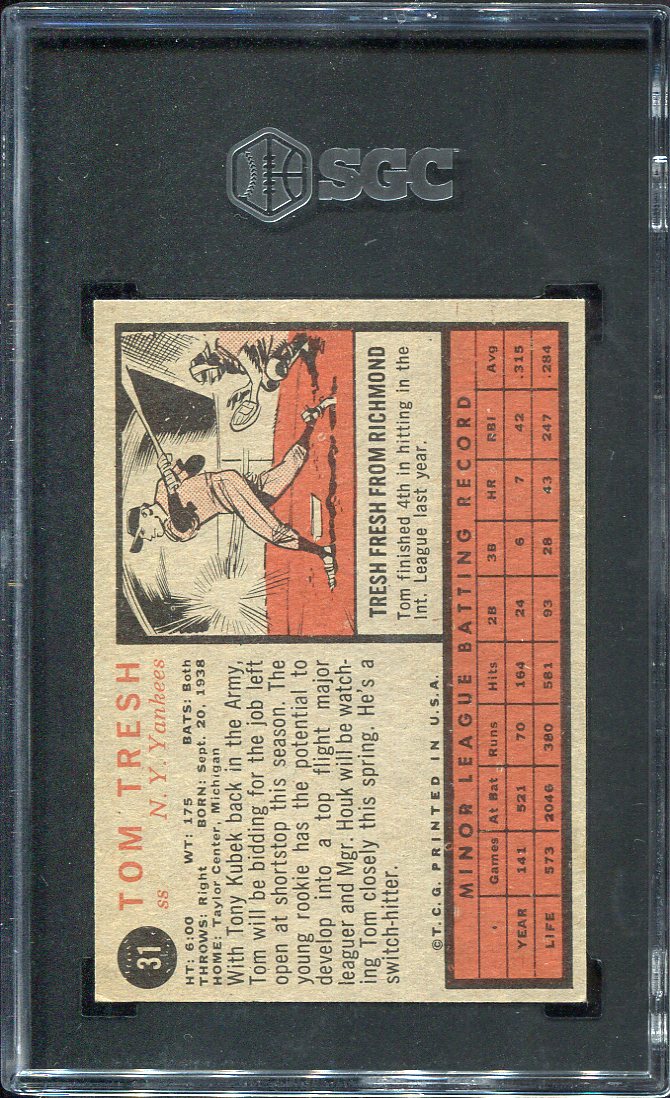 SGC
31
TOM TRESH
ss N.Y. Yankees
HT: 6:00 WT: 175 BATS: Both
THROWS: Right BORN: Sept. 20, 1938
HOME: Taylor Center, Michigan
With Tony Kubek back in the Army,
Tom will be bidding for the job left
open at shortstop this season. The
young rookie has the potential to
develop into a top flight major
leaguer and Mgr. Houk will be watch-
ing Tom closely this spring. He's a
switch-hitter.
©T.C.G. PRINTED IN U.S.A.
TRESH FRESH FROM RICHMOND
Tom finished 4th in hitting in the
Int. League last year.
MINOR LEAGUE BATTING RECORD
Games At Bat Runs Hits 2B 3B HR RBI Avg
YEAR 141 521 70 164 24 6 7 42 .315
LIFE 573 2046 380 581 93 28 43 247 .284